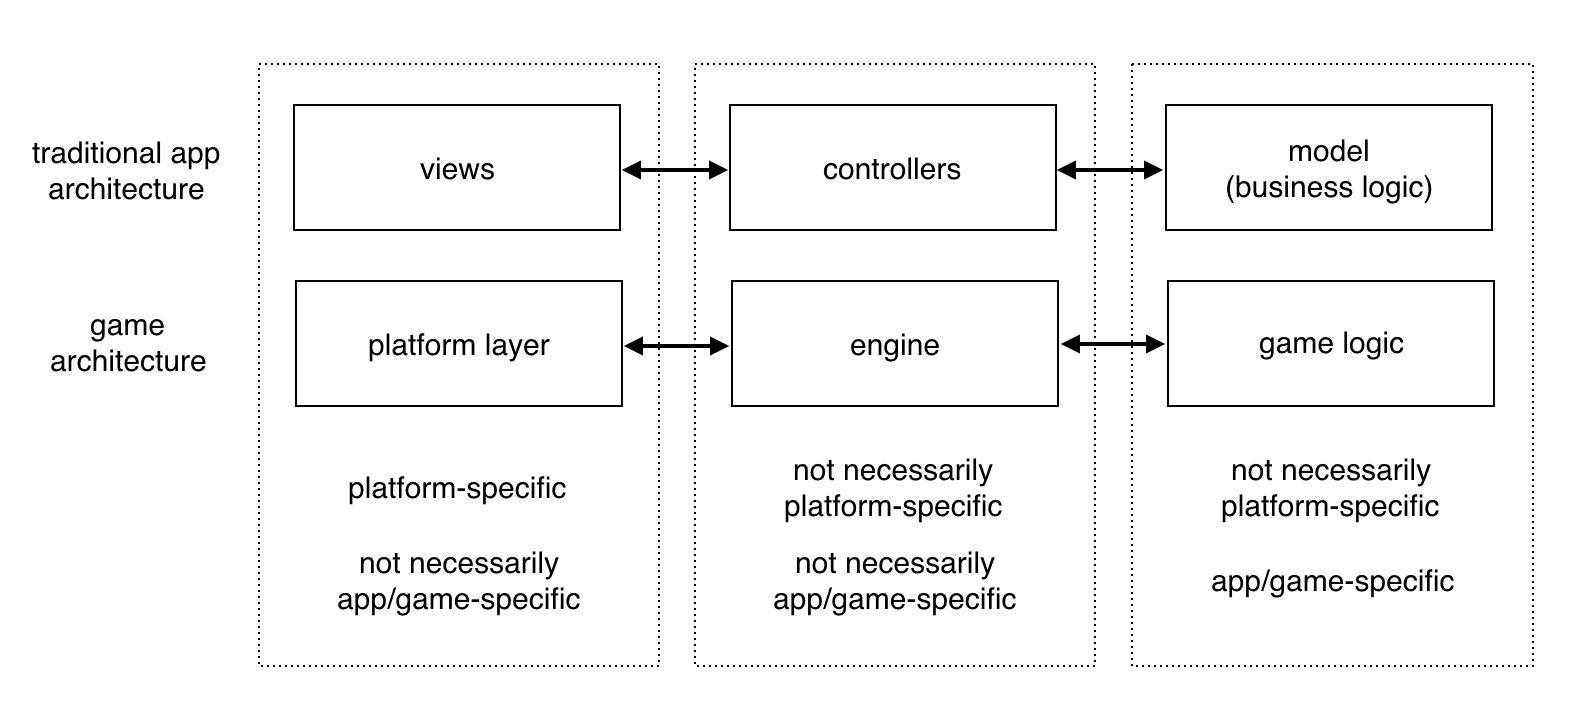 traditional app
architecture
views
controllers
model
(business logic)
game
architecture
platform layer
engine
game logic
platform-specific
not necessarily
app/game-specific
not necessarily
platform-specific
not necessarily
app/game-specific
not necessarily
platform-specific
app/game-specific